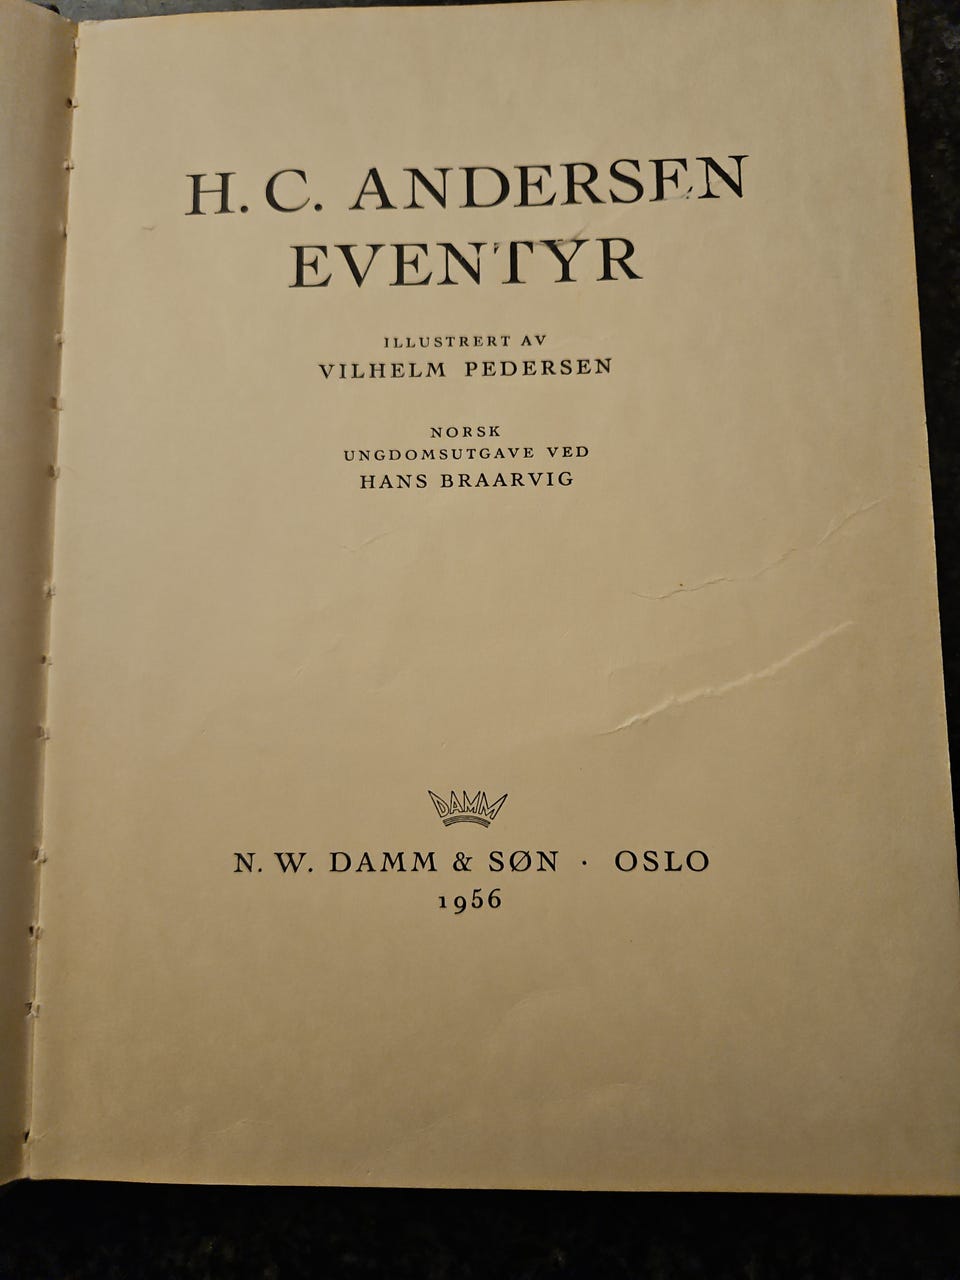 H. C. ANDERSEN
EVENTYR
ILLUSTRERT AV
VILHELM PEDERSEN
NORSK
UNGDOMSUTGAVE VED
HANS BRAARVIG
DAMM
N. W. DAMM & SØN · OSLO
1956